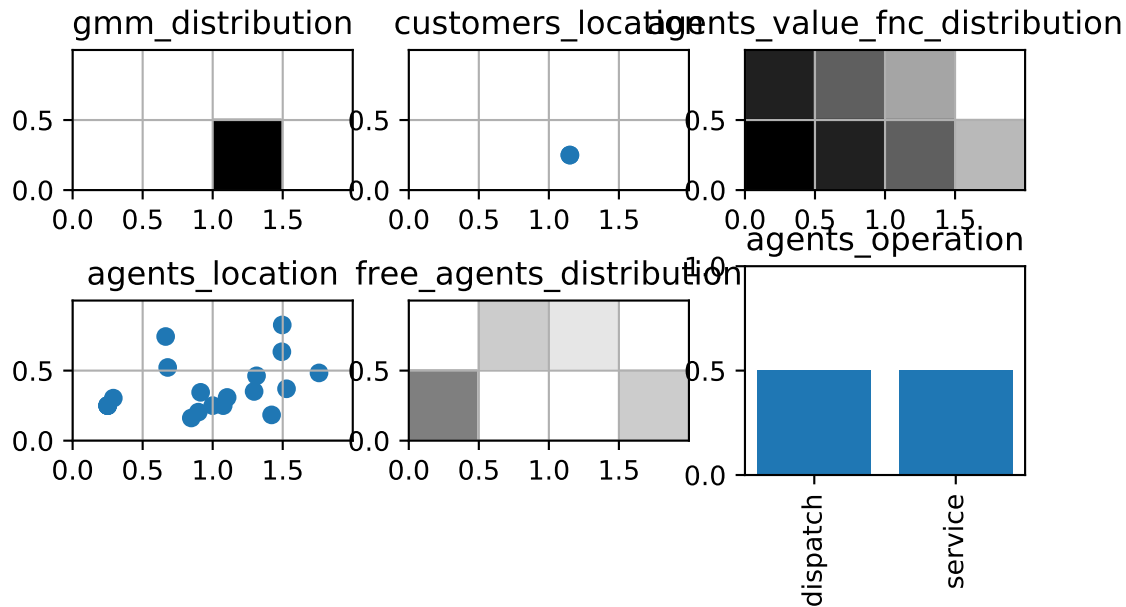 gmm_distribution
customers_location
agents_value_fnc_distribution
0.5
0.0
0.0 0.5 1.0 1.5
0.5
0.0
0.0 0.5 1.0 1.5
0.5
0.0
0.0 0.5 1.0 1.5
agents_location
free_agents_distribution
agents_operation
0.5
0.0
0.0 0.5 1.0 1.5
0.5
0.0
0.0 0.5 1.0 1.5
1.0
0.5
0.0
dispatch
service